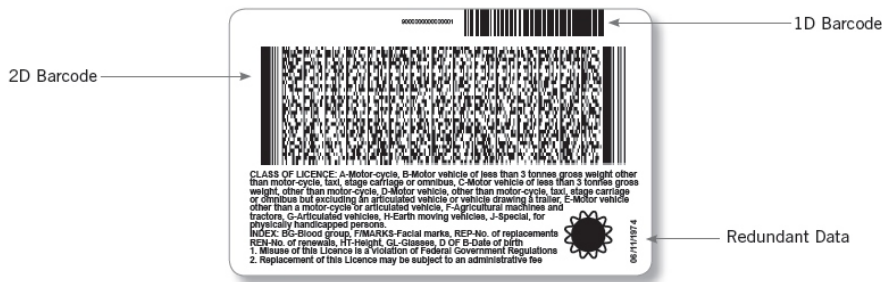 9000000000000001
1D Barcode
2D Barcode
CLASS OF LICENCE: A-Motor-cycle, B-Motor vehicle of less than 3 tonnes gross weight other
than motor-cycle, taxi, stage carriage or omnibus, C-Motor vehicle of less than 3 tonnes gross
weight, other than motor-cycle, D-Motor vehicle, other than motor-cycle, taxi, stage carriage
or omnibus but excluding an articulated vehicle or vehicle drawing a trailer, E-Motor vehicle
other than a motor-cycle or articulated vehicle, F-Agricultural machines and
tractors, G-Articulated vehicles, H-Earth moving vehicles, J-Special, for
physically handicapped persons.
INDEX: BG-Blood group, F/MARKS-Facial marks, REP-No. of replacements
REN-No. of renewals, HT-Height, GL-Glasses, D OF B-Date of birth
1. Misuse of this Licence is a violation of Federal Government Regulations
2. Replacement of this Licence may be subject to an administrative fee
06/11/1974
Redundant Data